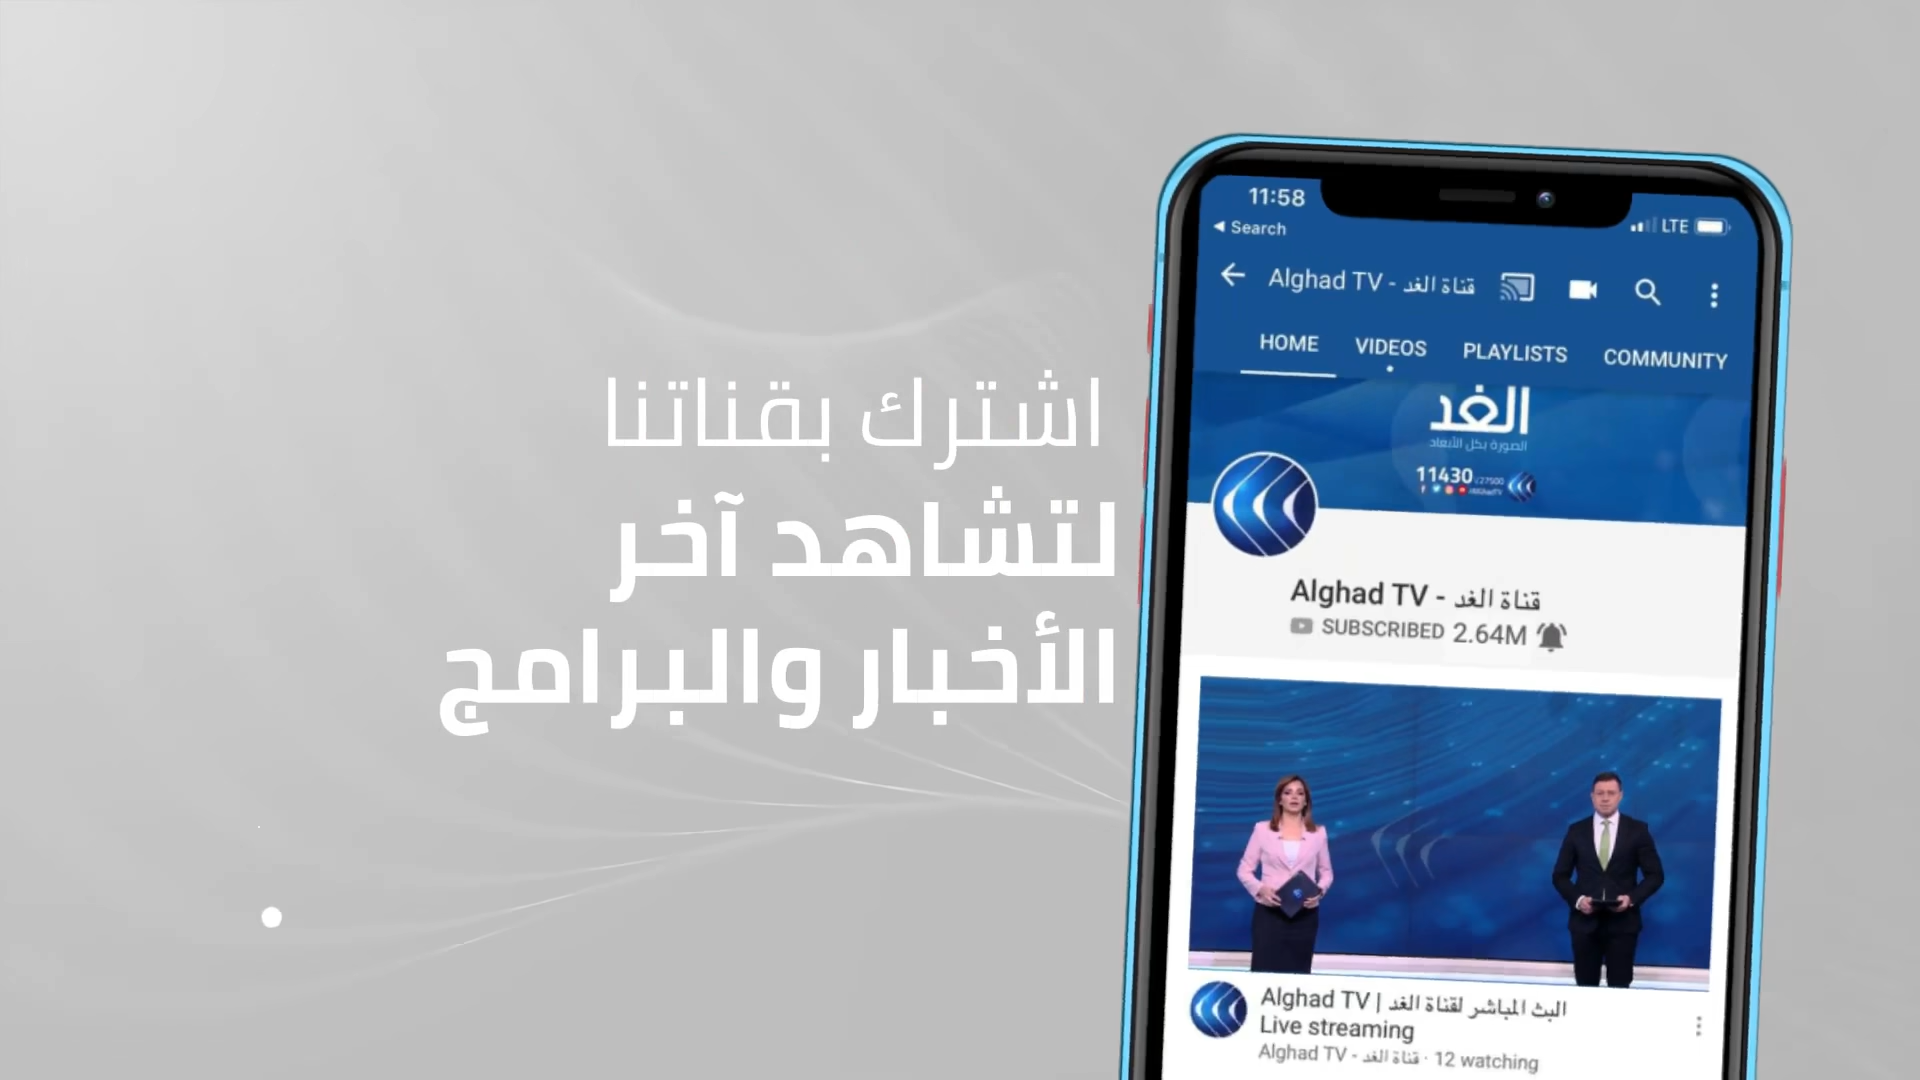 اشترك بقناتنا
لتشاهد آخر
الأخبار والبرامج
11:58
◀ Search
LTE
Alghad TV - قناة الغد
HOME VIDEOS PLAYLISTS COMMUNITY
الغد
الصورة بكل الأبعاد
11430 27500
AlGhadTV
Alghad TV - قناة الغد
SUBSCRIBED 2.64M
Alghad TV | البث المباشر لقناة الغد
Live streaming
Alghad TV - قناة الغد · 12 watching